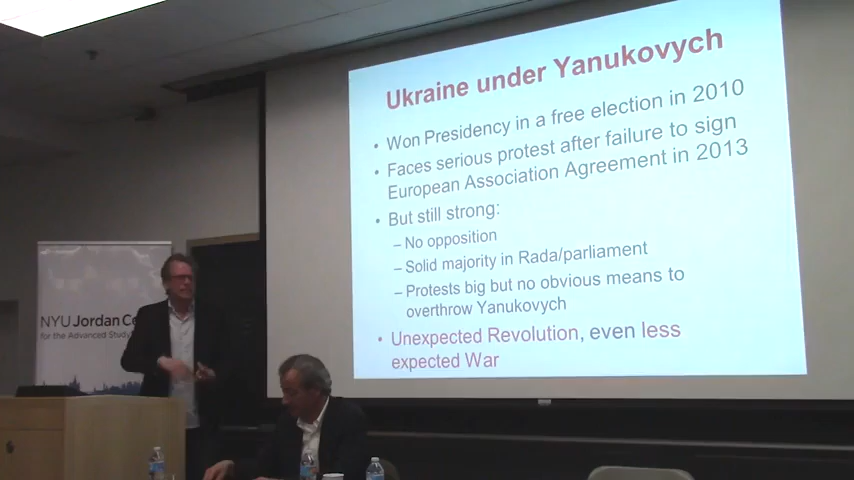 Ukraine under Yanukovych
• Won Presidency in a free election in 2010
• Faces serious protest after failure to sign
European Association Agreement in 2013
• But still strong:
– No opposition
– Solid majority in Rada/parliament
– Protests big but no obvious means to
overthrow Yanukovych
• Unexpected Revolution, even less
expected War
NYU Jordan Ce
for the Advanced Study